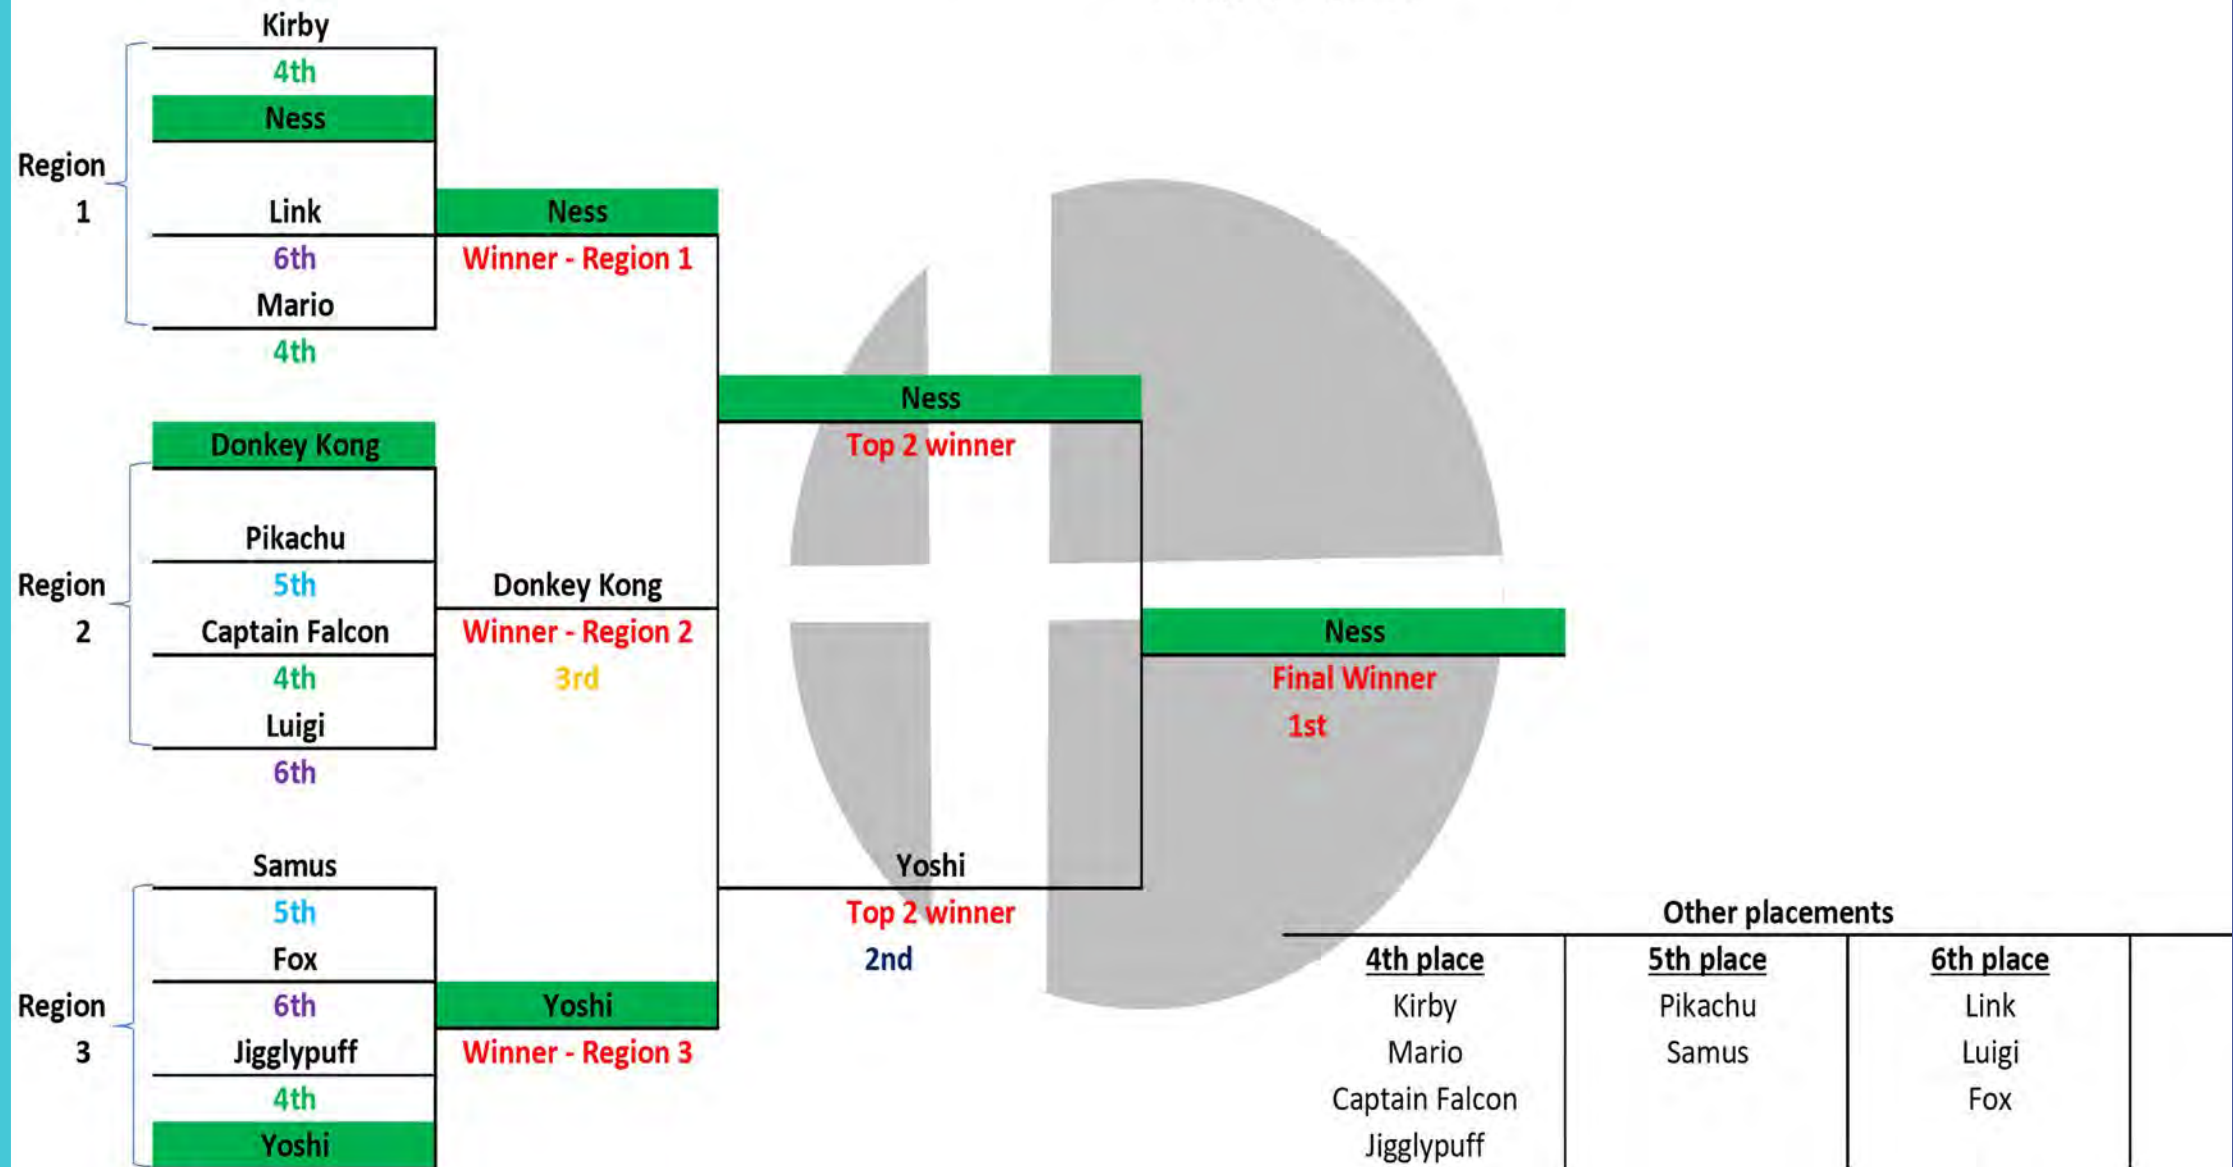 Kirby
4th
Ness
Region
1
Link
6th
Mario
4th
Ness
Winner - Region 1
Donkey Kong
Pikachu
5th
Region
2
Captain Falcon
4th
Luigi
6th
Donkey Kong
Winner - Region 2
3rd
Samus
5th
Fox
6th
Region
3
Jigglypuff
4th
Yoshi
Yoshi
Winner - Region 3
Ness
Top 2 winner
Yoshi
Top 2 winner
2nd
Ness
Final Winner
1st
Other placements
4th place 5th place 6th place
Kirby Pikachu Link
Mario Samus Luigi
Captain Falcon Fox
Jigglypuff